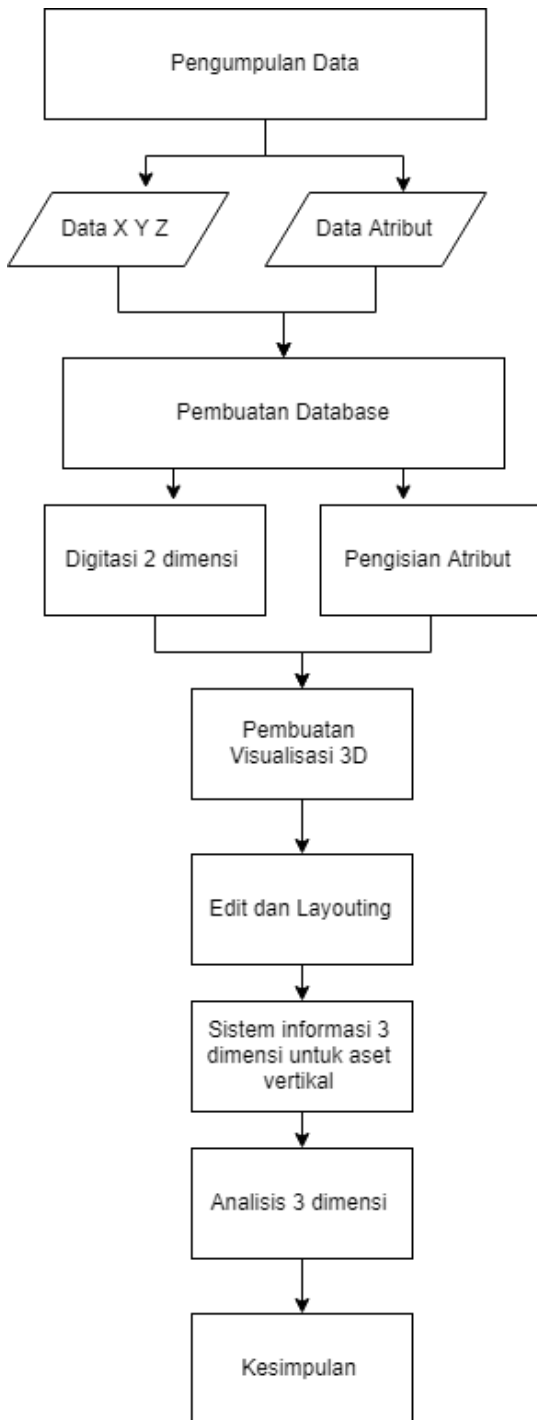 Pengumpulan Data
Data X Y Z
Data Atribut
Pembuatan Database
Digitasi 2 dimensi
Pengisian Atribut
Pembuatan
Visualisasi 3D
Edit dan Layouting
Sistem informasi 3
dimensi untuk aset
vertikal
Analisis 3 dimensi
Kesimpulan